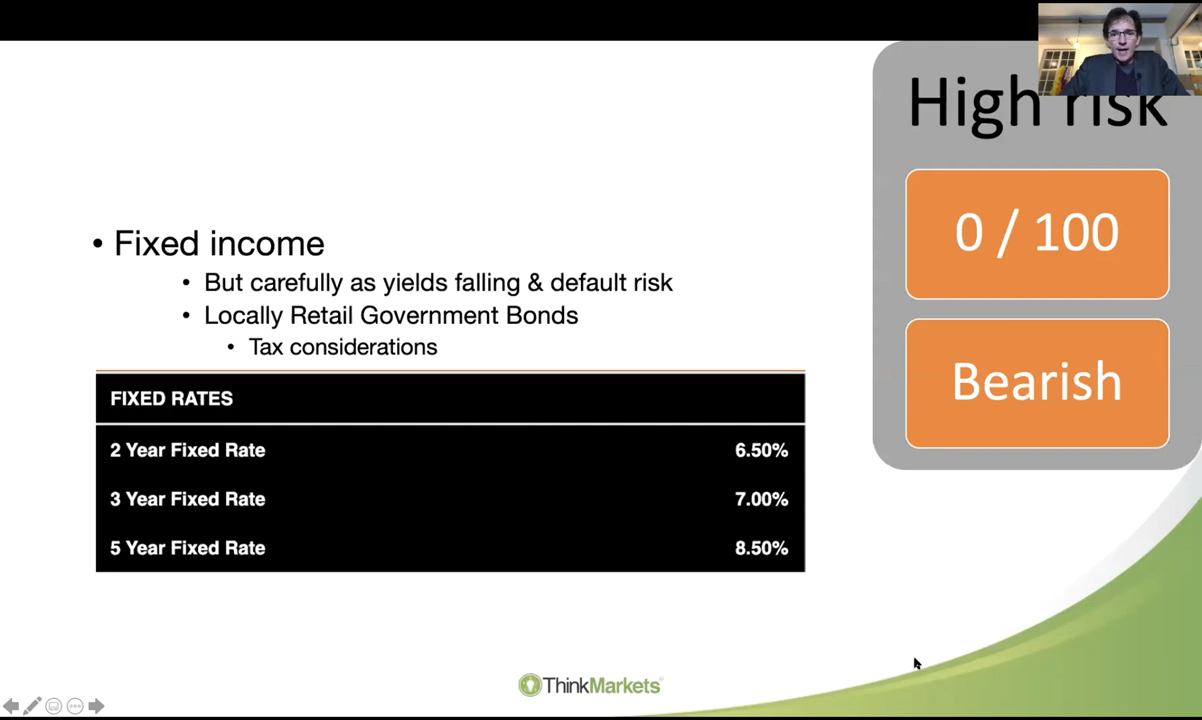 High risk
0 / 100
Bearish
• Fixed income
• But carefully as yields falling & default risk
• Locally Retail Government Bonds
• Tax considerations
FIXED RATES
2 Year Fixed Rate 6.50%
3 Year Fixed Rate 7.00%
5 Year Fixed Rate 8.50%
ThinkMarkets